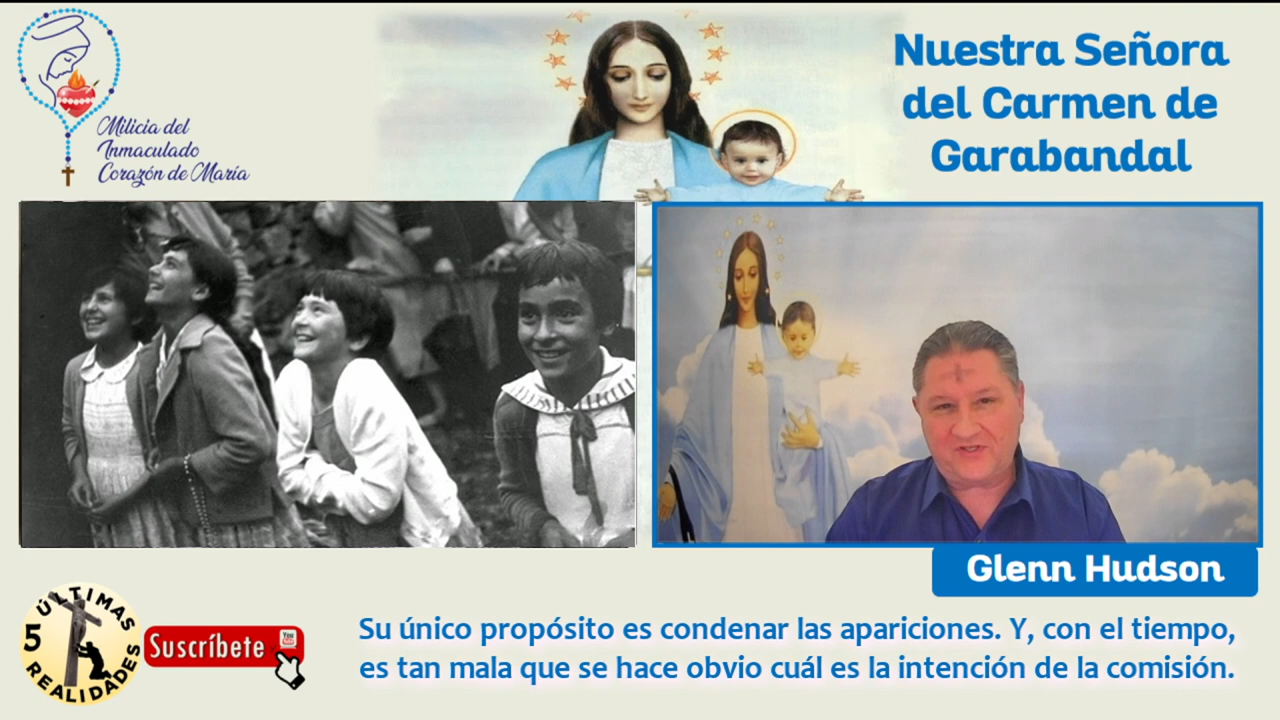 Milicia del
Inmaculado
Corazón de María
Nuestra Señora
del Carmen de
Garabandal
Glenn Hudson
5 ÚLTIMAS
REALIDADES
Suscríbete
You
Tube
Su único propósito es condenar las apariciones. Y, con el tiempo,
es tan mala que se hace obvio cuál es la intención de la comisión.